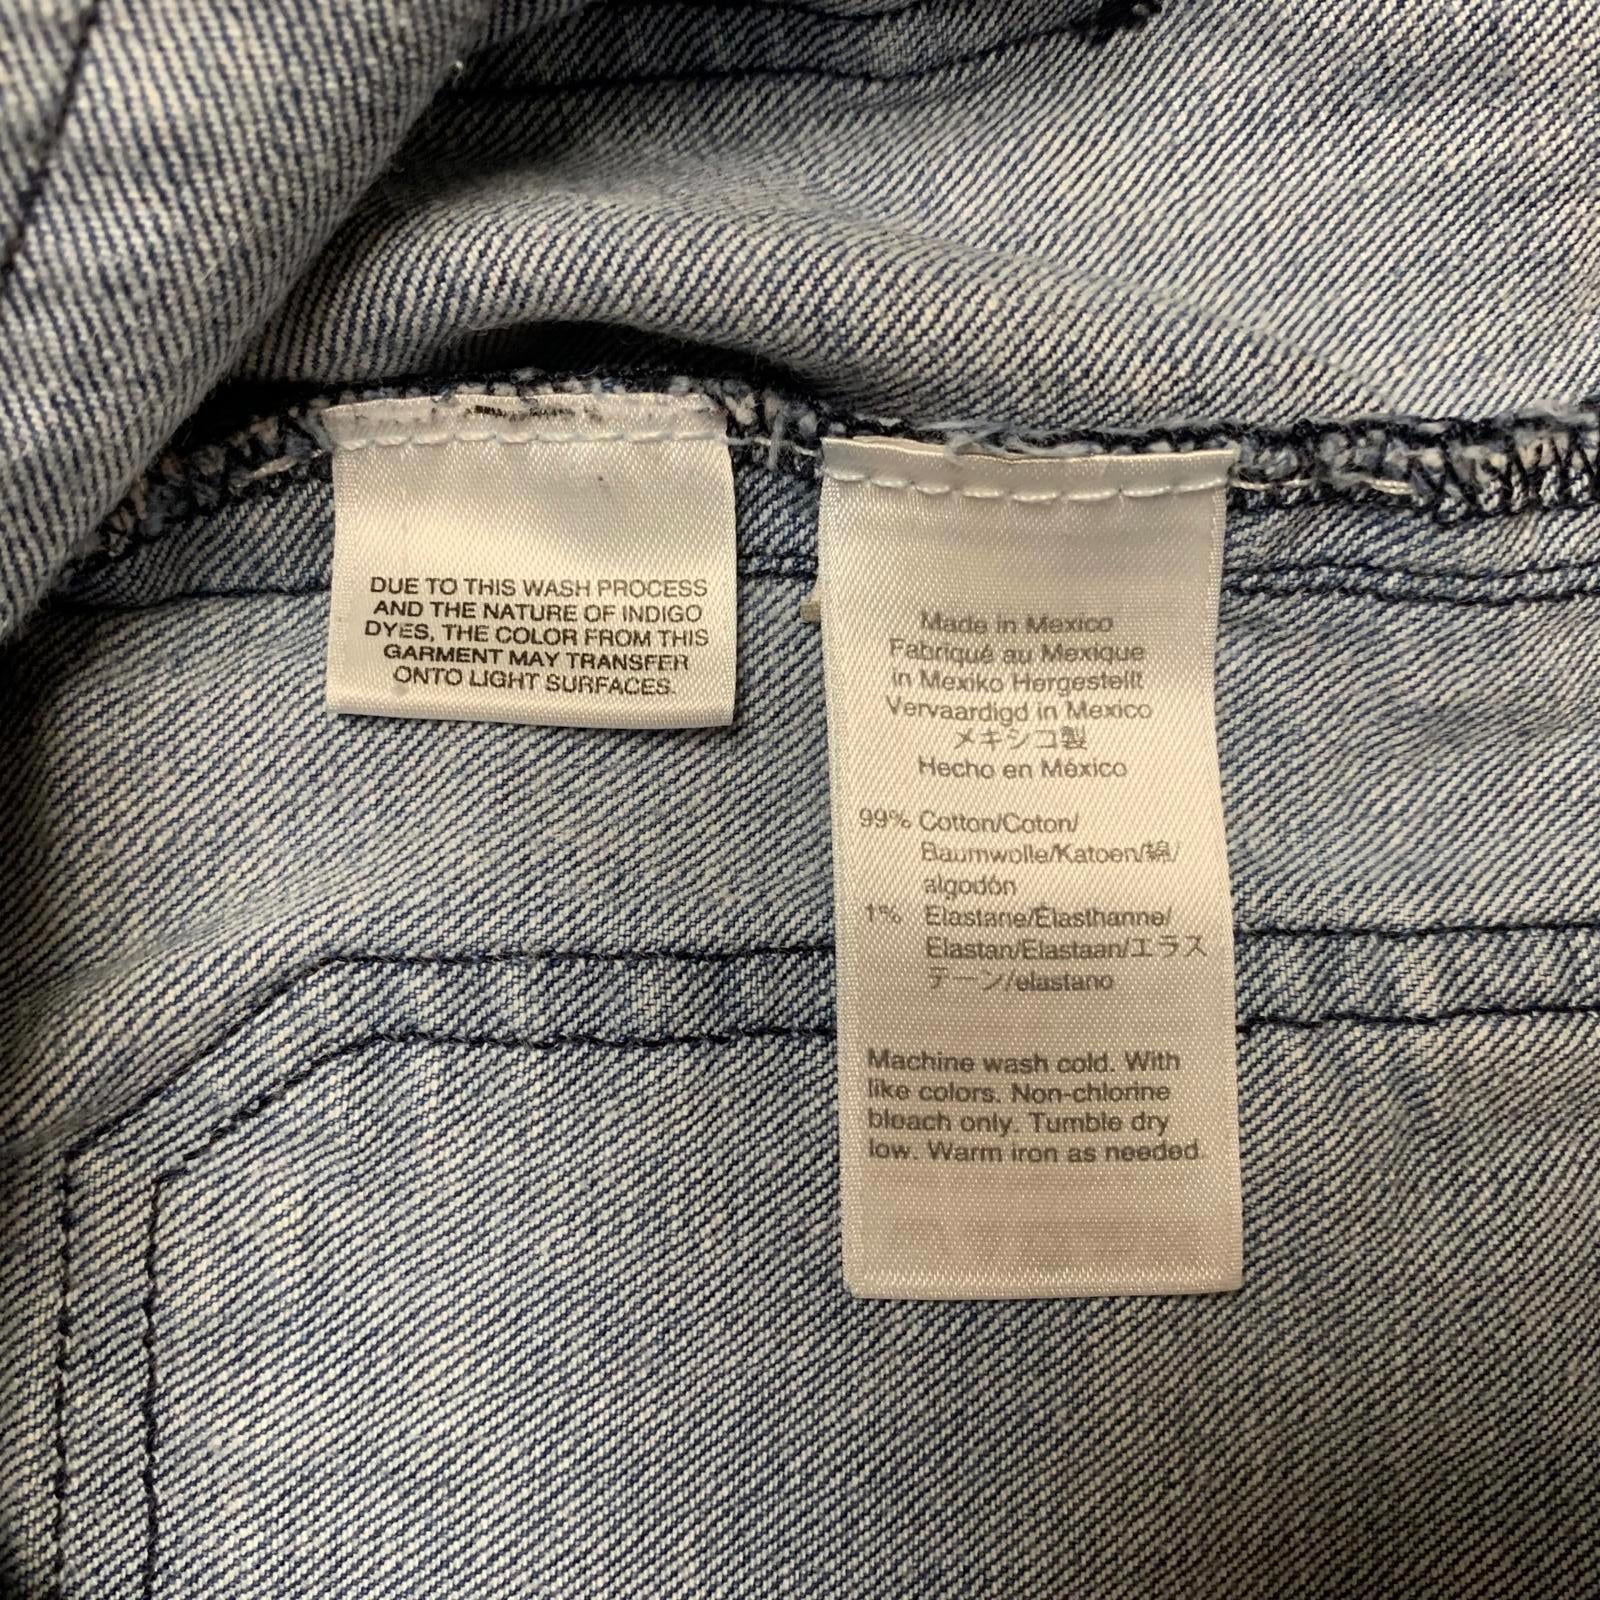 DUE TO THIS WASH PROCESS
AND THE NATURE OF INDIGO
DYES, THE COLOR FROM THIS
GARMENT MAY TRANSFER
ONTO LIGHT SURFACES.
Made in Mexico
Fabriqué au Mexique
in Mexiko Hergestellt
Vervaardigd in Mexico
メキシコ製
Hecho en México
99% Cotton/Coton/
Baumwolle/Katoen/綿/
algodón
1% Elastane/Élasthanne/
Elastan/Elastaan/エラス
テーン/elastano
Machine wash cold. With
like colors. Non-chlorine
bleach only. Tumble dry
low. Warm iron as needed.